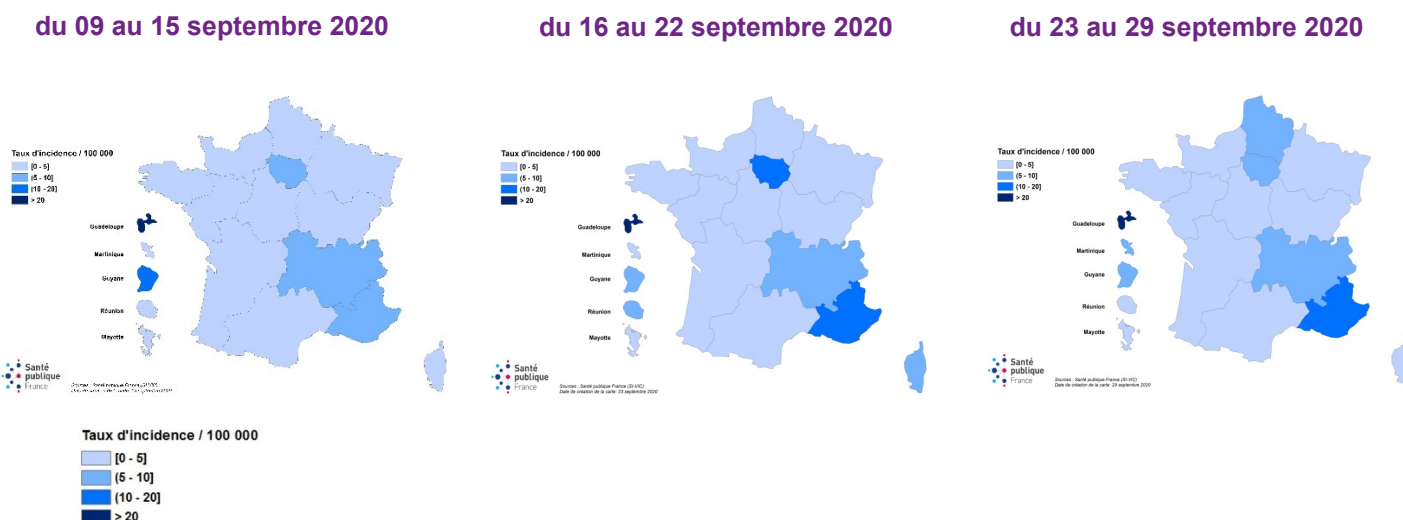 du 09 au 15 septembre 2020
du 16 au 22 septembre 2020
du 23 au 29 septembre 2020
Taux d'incidence / 100 000
[0 - 5]
(5 - 10]
(10 - 20]
> 20
Guadeloupe
Martinique
Guyane
Réunion
Mayotte
Santé
publique
France
Taux d'incidence / 100 000
[0 - 5]
(5 - 10]
(10 - 20]
> 20
Guadeloupe
Martinique
Guyane
Réunion
Mayotte
Santé
publique
France
Sources : Santé publique France (SI-VIC)
Date de création de la carte: 23 septembre 2020
Taux d'incidence / 100 000
[0 - 5]
(5 - 10]
(10 - 20]
> 20
Guadeloupe
Martinique
Guyane
Réunion
Mayotte
Santé
publique
France
Sources : Santé publique France (SI-VIC)
Date de création de la carte: 29 septembre 2020
Taux d'incidence / 100 000
[0 - 5]
(5 - 10]
(10 - 20]
> 20